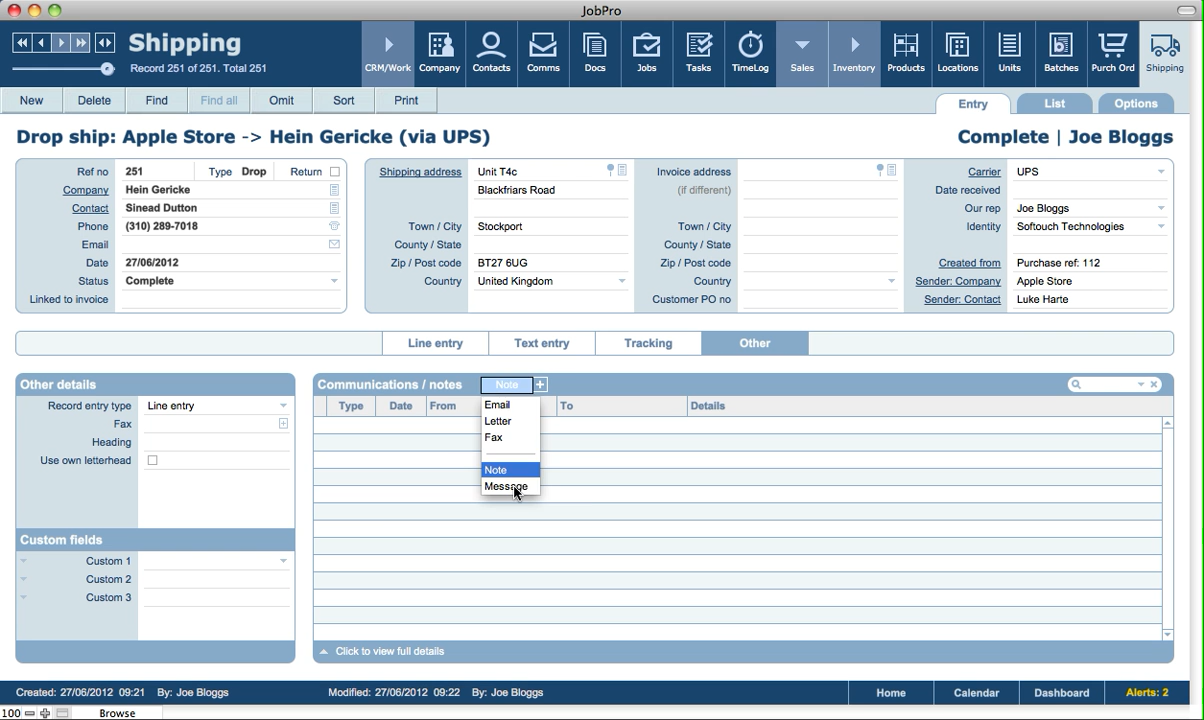 JobPro
Shipping
Record 251 of 251. Total 251
CRM/Work
Company
Contacts
Comms
Docs
Jobs
Tasks
TimeLog
Sales
Inventory
Products
Locations
Units
Batches
Purch Ord
Shipping
New
Delete
Find
Find all
Omit
Sort
Print
Entry
List
Options
Drop ship: Apple Store -> Hein Gericke (via UPS)
Complete | Joe Bloggs
Ref no 251 Type Drop Return
Company Hein Gericke
Contact Sinead Dutton
Phone (310) 289-7018
Email
Date 27/06/2012
Status Complete
Linked to invoice
Shipping address Unit T4c
Blackfriars Road
Town / City Stockport
County / State
Zip / Post code BT27 6UG
Country United Kingdom
Invoice address
(if different)
Town / City
County / State
Zip / Post code
Country
Customer PO no
Carrier UPS
Date received
Our rep Joe Bloggs
Identity Softouch Technologies
Created from Purchase ref: 112
Sender: Company Apple Store
Sender: Contact Luke Harte
Line entry
Text entry
Tracking
Other
Other details
Record entry type Line entry
Fax
Heading
Use own letterhead
Custom fields
Custom 1
Custom 2
Custom 3
Communications / notes Note
Type Date From To Details
Email
Letter
Fax
Note
Message
Click to view full details
Created: 27/06/2012 09:21 By: Joe Bloggs
Modified: 27/06/2012 09:22 By: Joe Bloggs
Home
Calendar
Dashboard
Alerts: 2
100
Browse